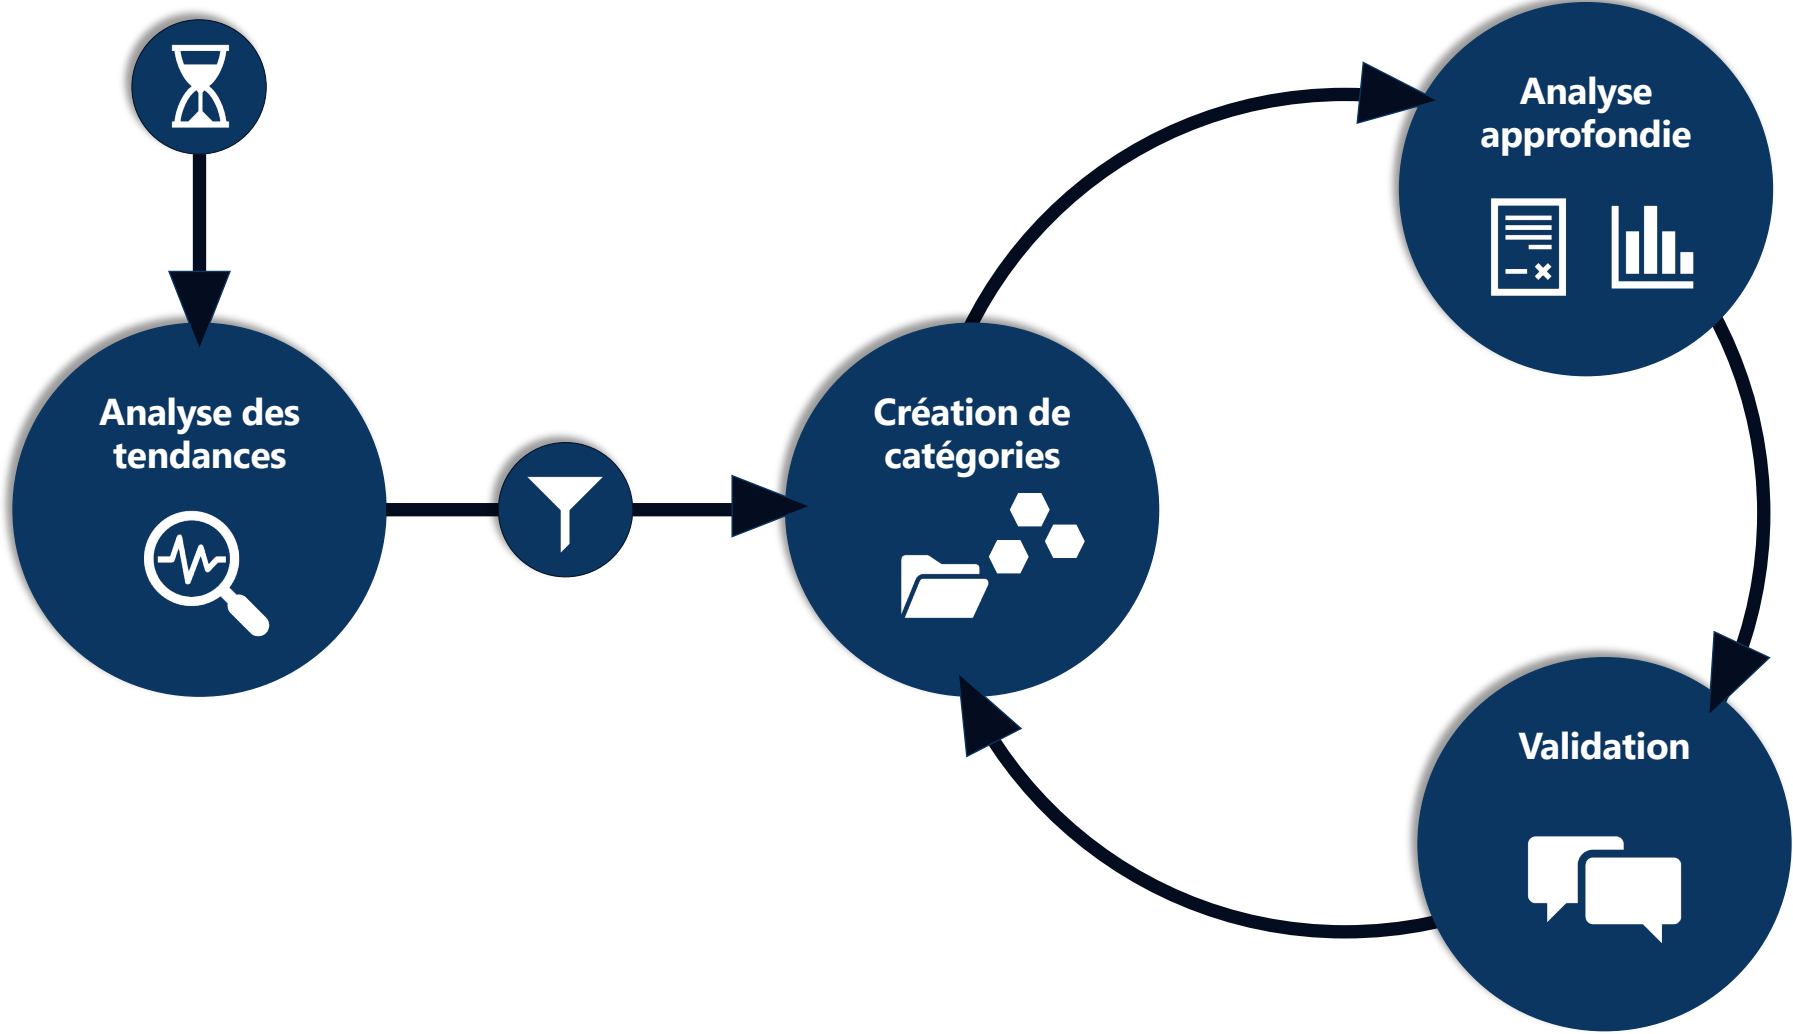 Analyse des
tendances
Création de
catégories
Analyse
approfondie
Validation